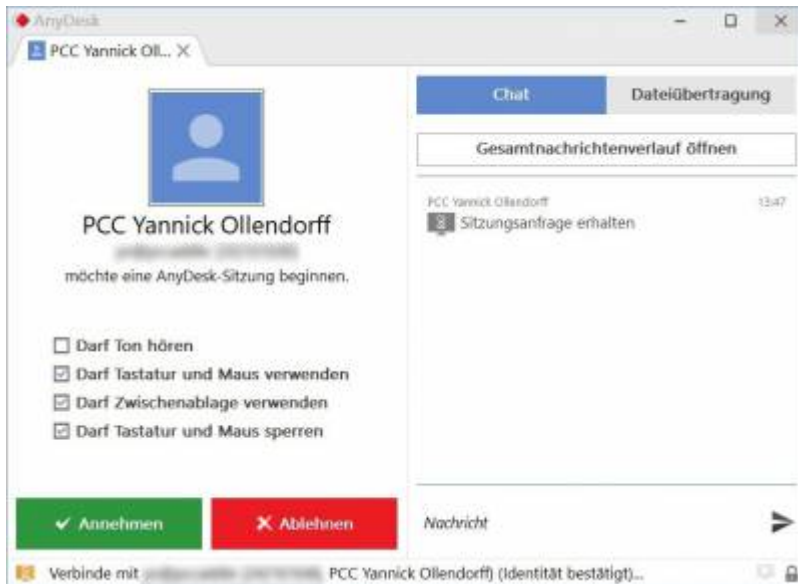 AnyDesk
PCC Yannick Oll...
PCC Yannick Ollendorff
möchte eine AnyDesk-Sitzung beginnen.
Darf Ton hören
Darf Tastatur und Maus verwenden
Darf Zwischenablage verwenden
Darf Tastatur und Maus sperren
Annehmen
Ablehnen
Chat
Dateiübertragung
Gesamtnachrichtenverlauf öffnen
PCC Yannick Ollendorff 13:47
Sitzungsanfrage erhalten
Nachricht
Verbinde mit PCC Yannick Ollendorff) (Identität bestätigt)...